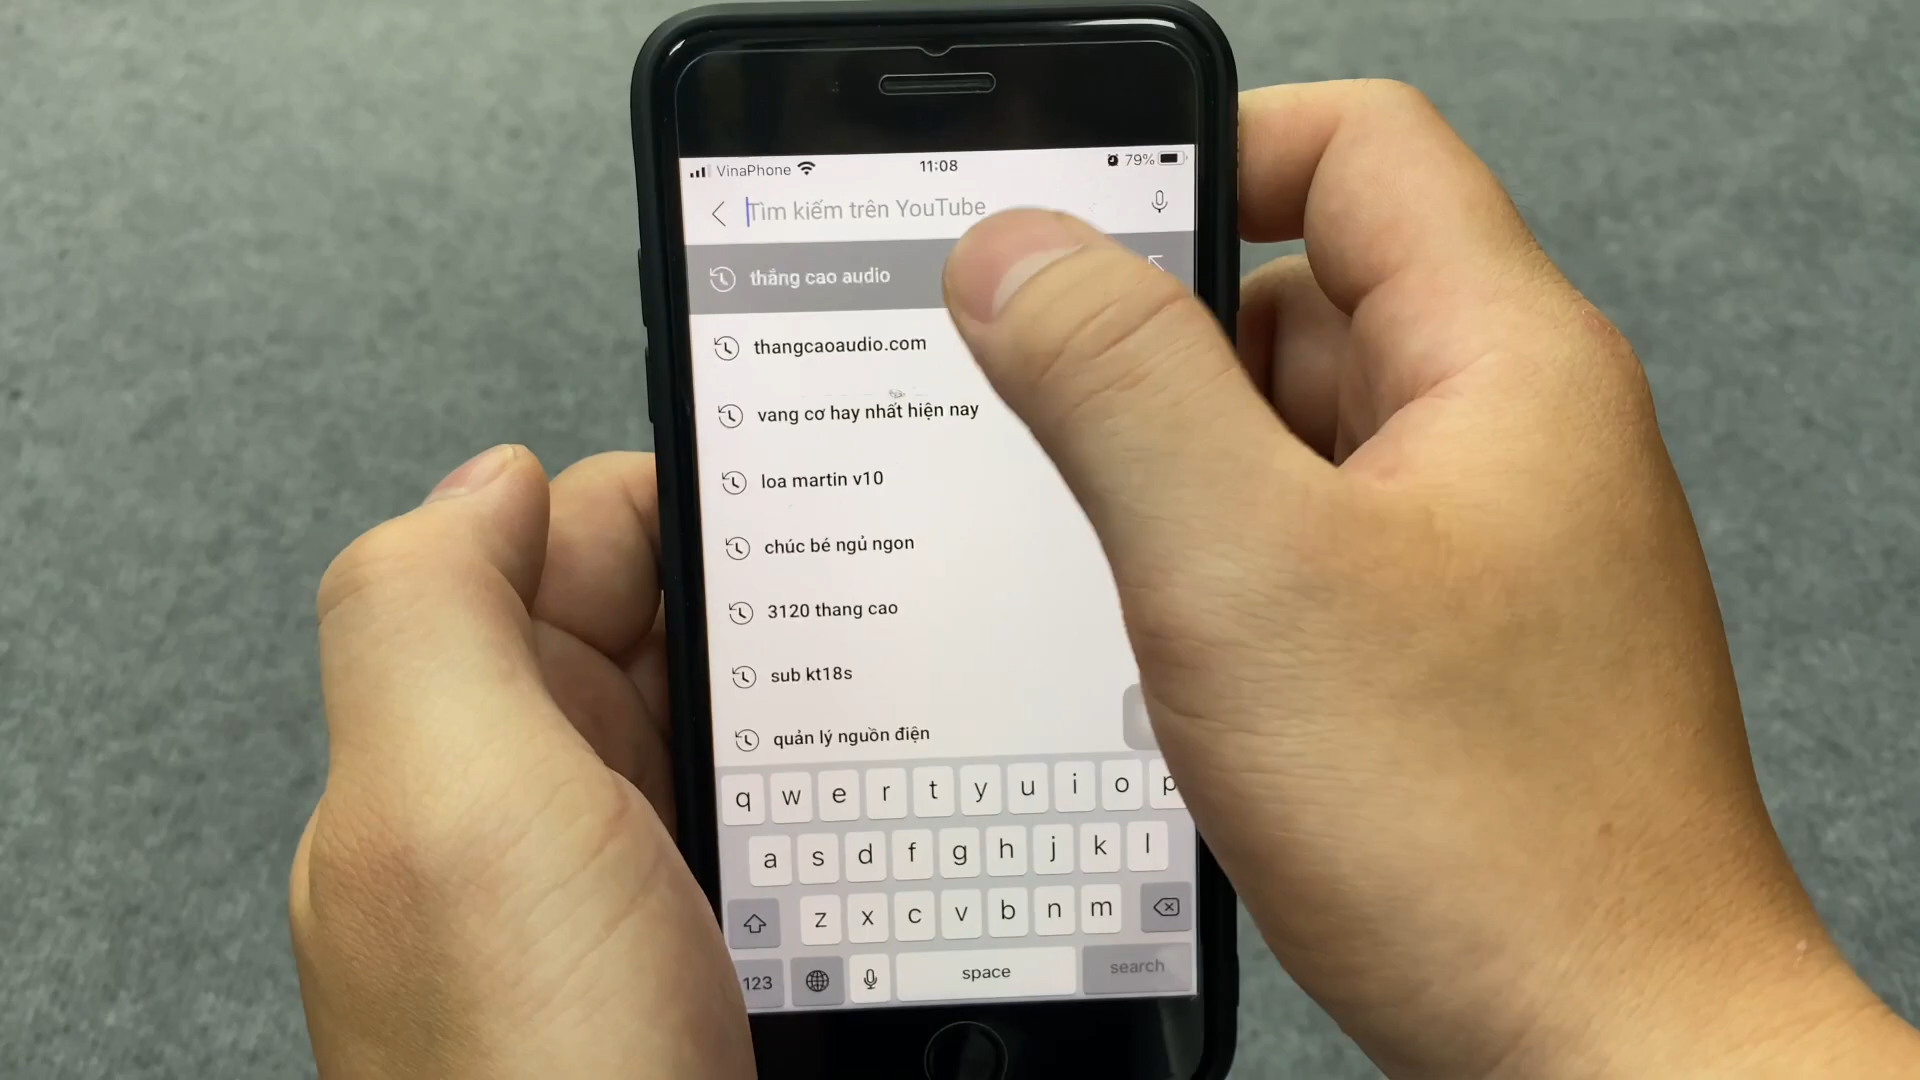 VinaPhone 11:08 79%
Tìm kiếm trên YouTube
thắng cao audio
thangcaoaudio.com
vang cơ hay nhất hiện nay
loa martin v10
chúc bé ngủ ngon
3120 thang cao
sub kt18s
quản lý nguồn điện
q w e r t y u i o p
a s d f g h j k l
z x c v b n m
123 space search